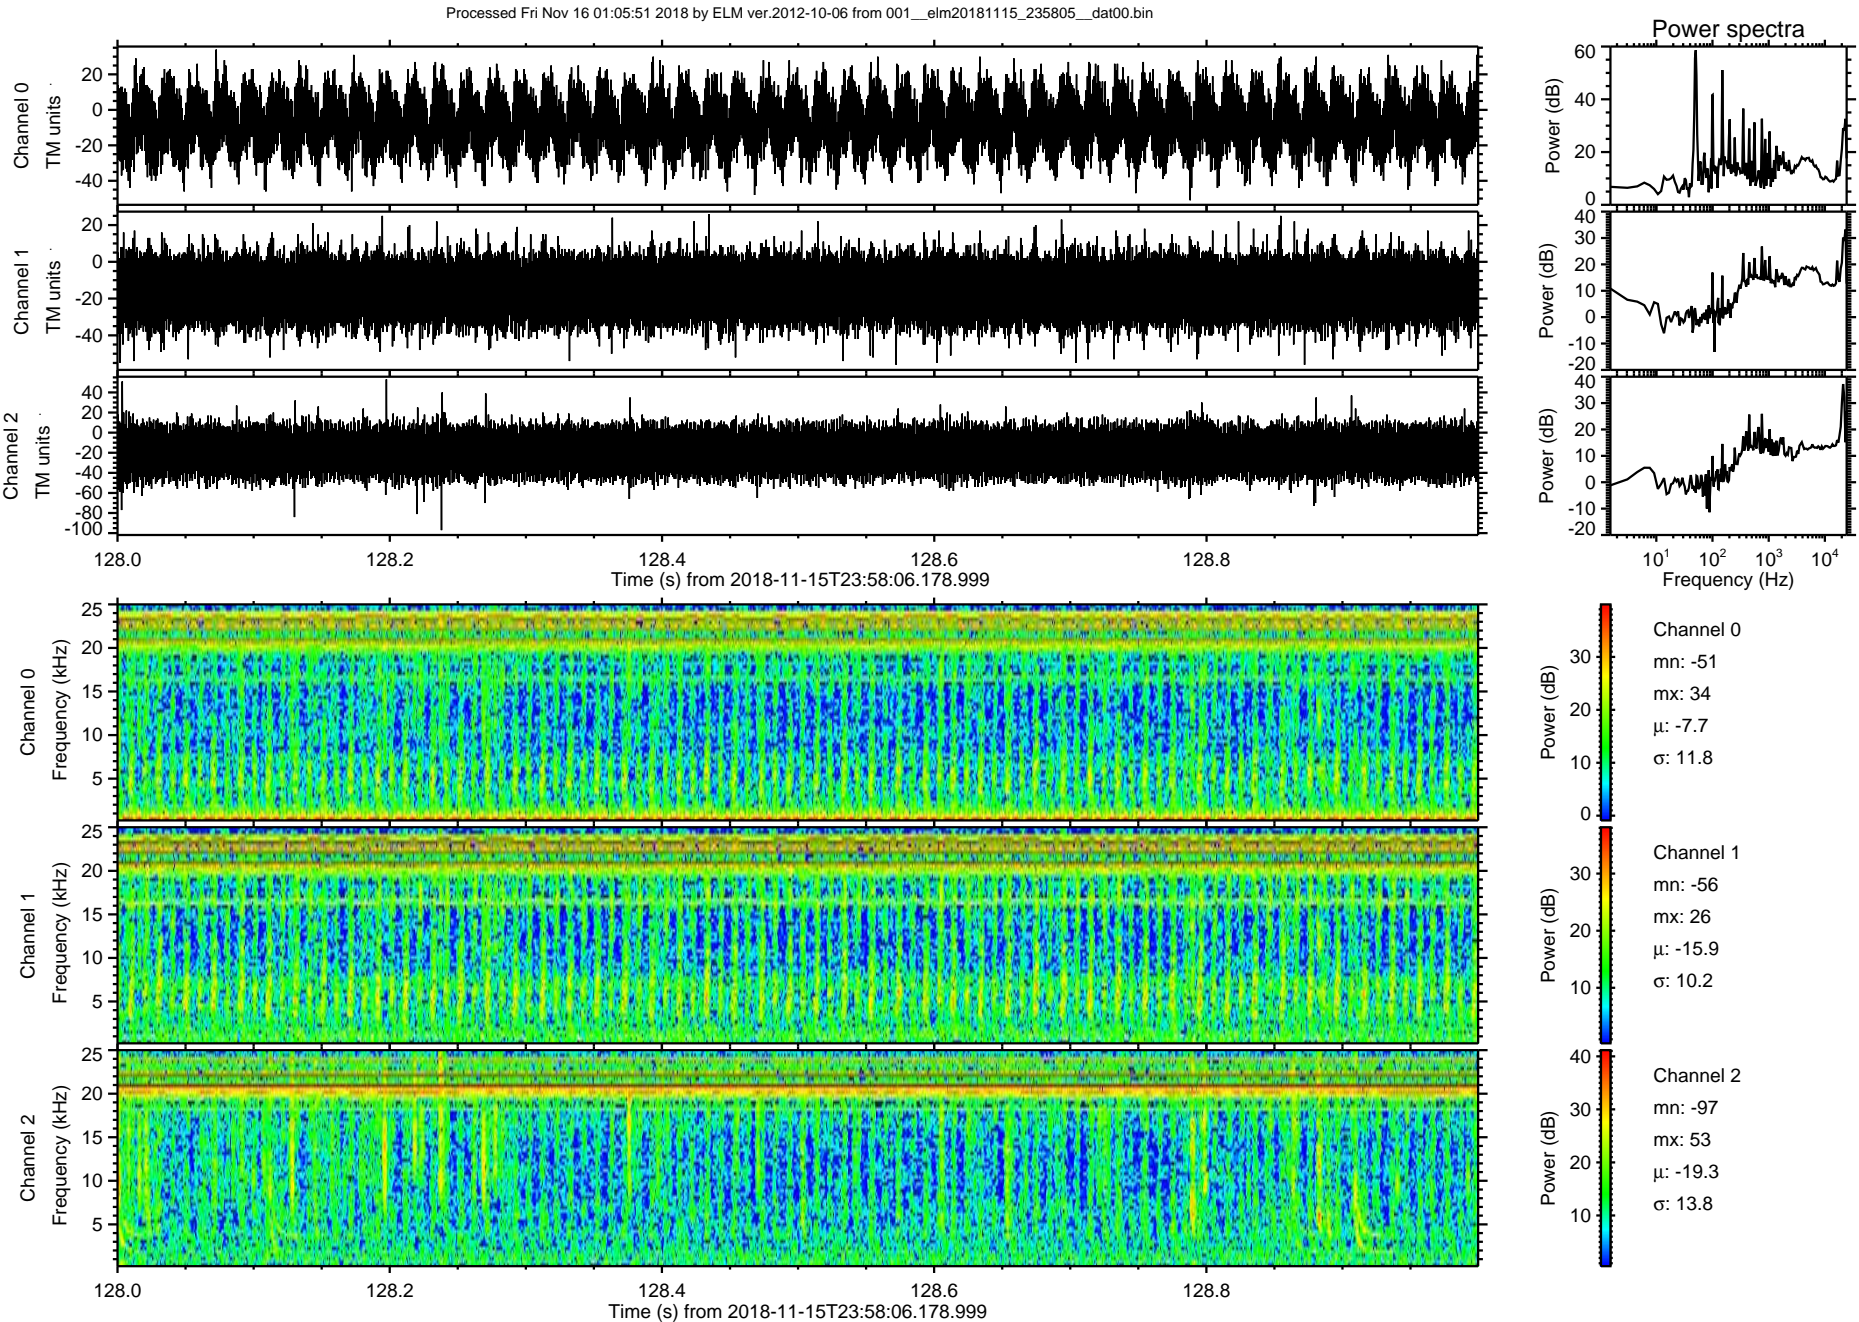 Processed Fri Nov 16 01:05:51 2018 by ELM ver.2012-10-06 from 001__elm20181115_235805__dat00.bin
Power spectra
Channel 0
TM units
20
0
-20
-40
Power (dB)
60
40
20
0
Channel 1
TM units
20
0
-20
-40
Power (dB)
40
30
20
10
0
-10
-20
Channel 2
TM units
40
20
0
-20
-40
-60
-80
-100
Power (dB)
40
30
20
10
0
-10
-20
128.0 128.2 128.4 128.6 128.8
Time (s) from 2018-11-15T23:58:06.178.999
10^1 10^2 10^3 10^4
Frequency (Hz)
Channel 0
Frequency (kHz)
25
20
15
10
5
Power (dB)
30
20
10
0
Channel 0
mn: -51
mx: 34
μ: -7.7
σ: 11.8
Channel 1
Frequency (kHz)
25
20
15
10
5
Power (dB)
30
20
10
Channel 1
mn: -56
mx: 26
μ: -15.9
σ: 10.2
Channel 2
Frequency (kHz)
25
20
15
10
5
Power (dB)
40
30
20
10
Channel 2
mn: -97
mx: 53
μ: -19.3
σ: 13.8
128.0 128.2 128.4 128.6 128.8
Time (s) from 2018-11-15T23:58:06.178.999